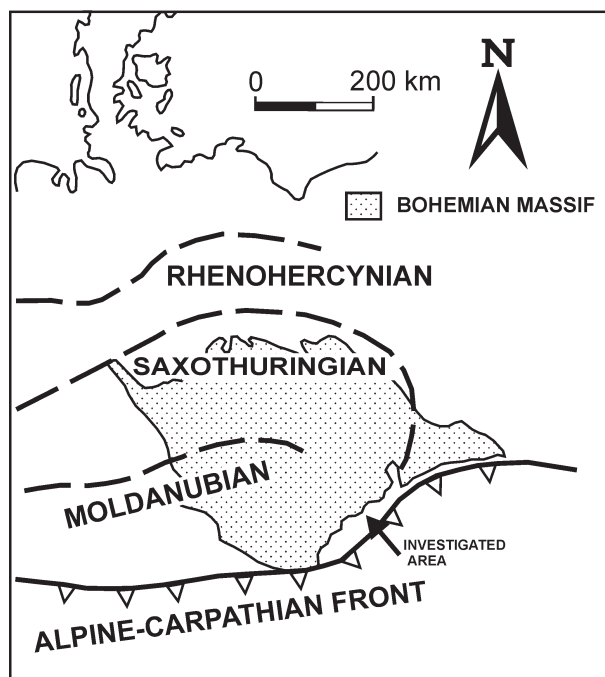 N
0 200 km
BOHEMIAN MASSIF
RHENOHERCYNIAN
SAXOTHURINGIAN
MOLDANUBIAN
INVESTIGATED
AREA
ALPINE-CARPATHIAN FRONT